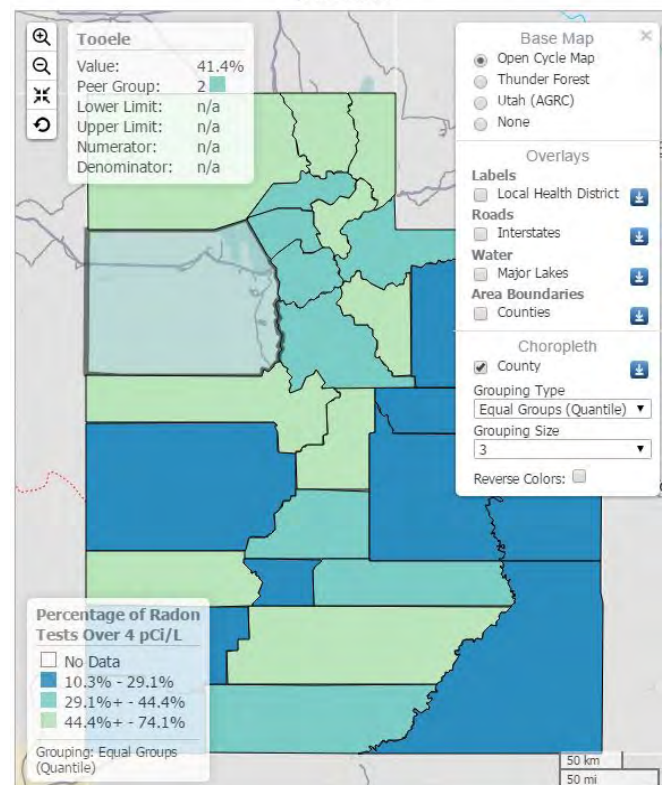 Tooele
Value: 41.4%
Peer Group: 2
Lower Limit: n/a
Upper Limit: n/a
Numerator: n/a
Denominator: n/a
Base Map ×
Open Cycle Map
Thunder Forest
Utah (AGRC)
None
Overlays
Labels
Local Health District
Roads
Interstates
Water
Major Lakes
Area Boundaries
Counties
Choropleth
County
Grouping Type
Equal Groups (Quantile)
Grouping Size
3
Reverse Colors:
Percentage of Radon
Tests Over 4 pCi/L
No Data
10.3% - 29.1%
29.1%+ - 44.4%
44.4%+ - 74.1%
Grouping: Equal Groups
(Quantile)
50 km
50 mi